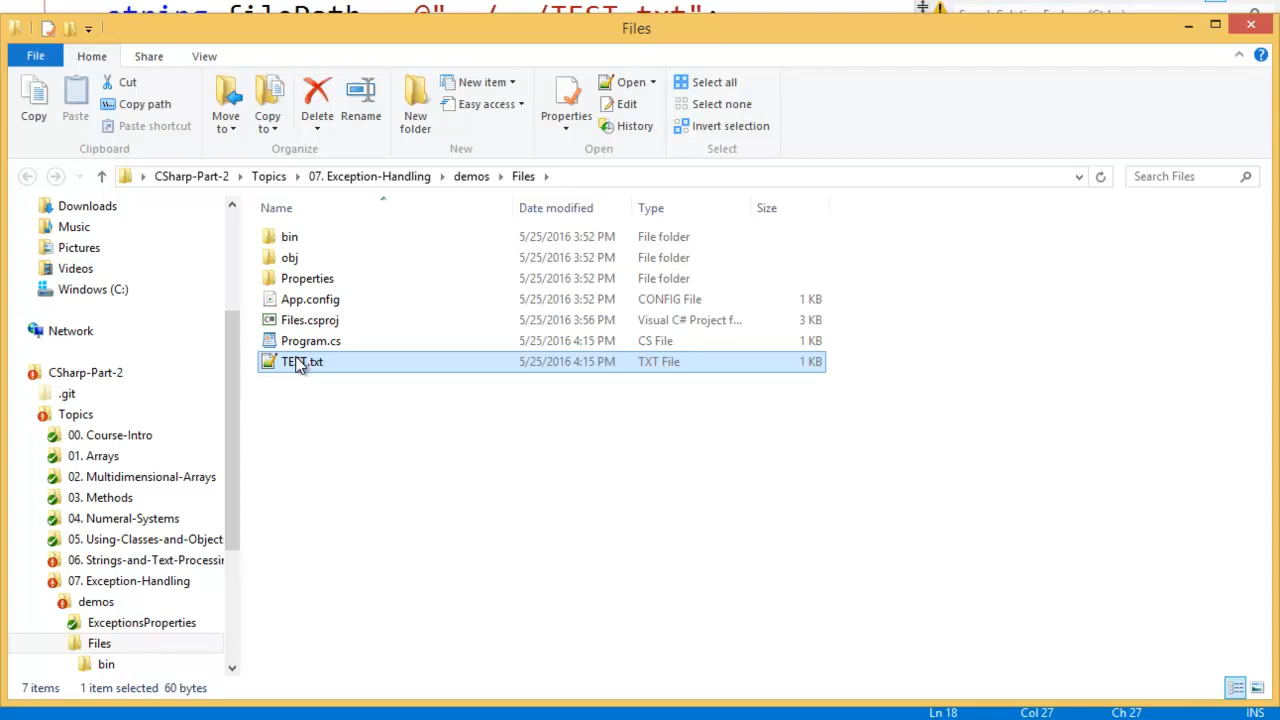 string filePath @"../../TEST.txt";
Files
File Home Share View
Copy Paste Cut Copy path Paste shortcut Clipboard
Move to Copy to Delete Rename Organize
New folder New item Easy access New
Properties Open Edit History Open
Select all Select none Invert selection Select
CSharp-Part-2 Topics 07. Exception-Handling demos Files Search Files
Name Date modified Type Size
bin 5/25/2016 3:52 PM File folder
obj 5/25/2016 3:52 PM File folder
Properties 5/25/2016 3:52 PM File folder
App.config 5/25/2016 3:52 PM CONFIG File 1 KB
Files.csproj 5/25/2016 3:56 PM Visual C# Project f... 3 KB
Program.cs 5/25/2016 4:15 PM CS File 1 KB
TEST.txt 5/25/2016 4:15 PM TXT File 1 KB
Downloads
Music
Pictures
Videos
Windows (C:)
Network
CSharp-Part-2
.git
Topics
00. Course-Intro
01. Arrays
02. Multidimensional-Arrays
03. Methods
04. Numeral-Systems
05. Using-Classes-and-Object
06. Strings-and-Text-Processin
07. Exception-Handling
demos
ExceptionsProperties
Files
bin
7 items 1 item selected 60 bytes
Ln 18 Col 27 Ch 27 INS